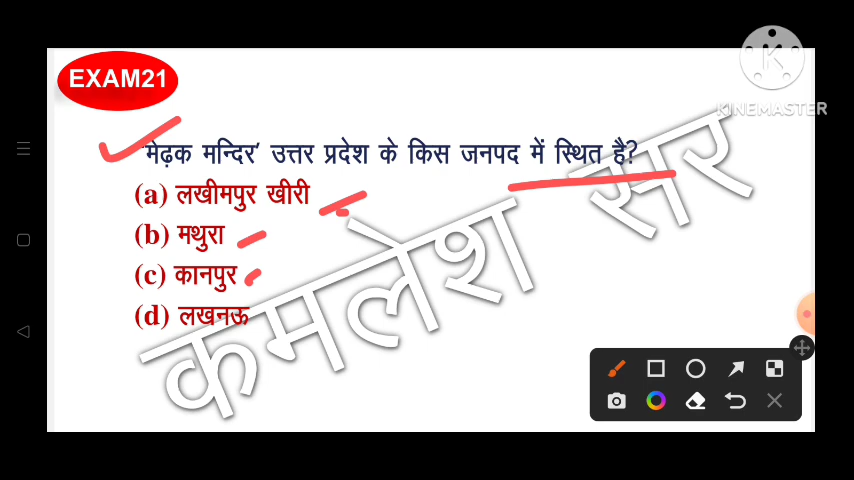 EXAM21
KINEMASTER
'मेढ़क मन्दिर' उत्तर प्रदेश के किस जनपद में स्थित है?
(a) लखीमपुर खीरी
(b) मथुरा
(c) कानपुर
(d) लखनऊ
कमलेश सर